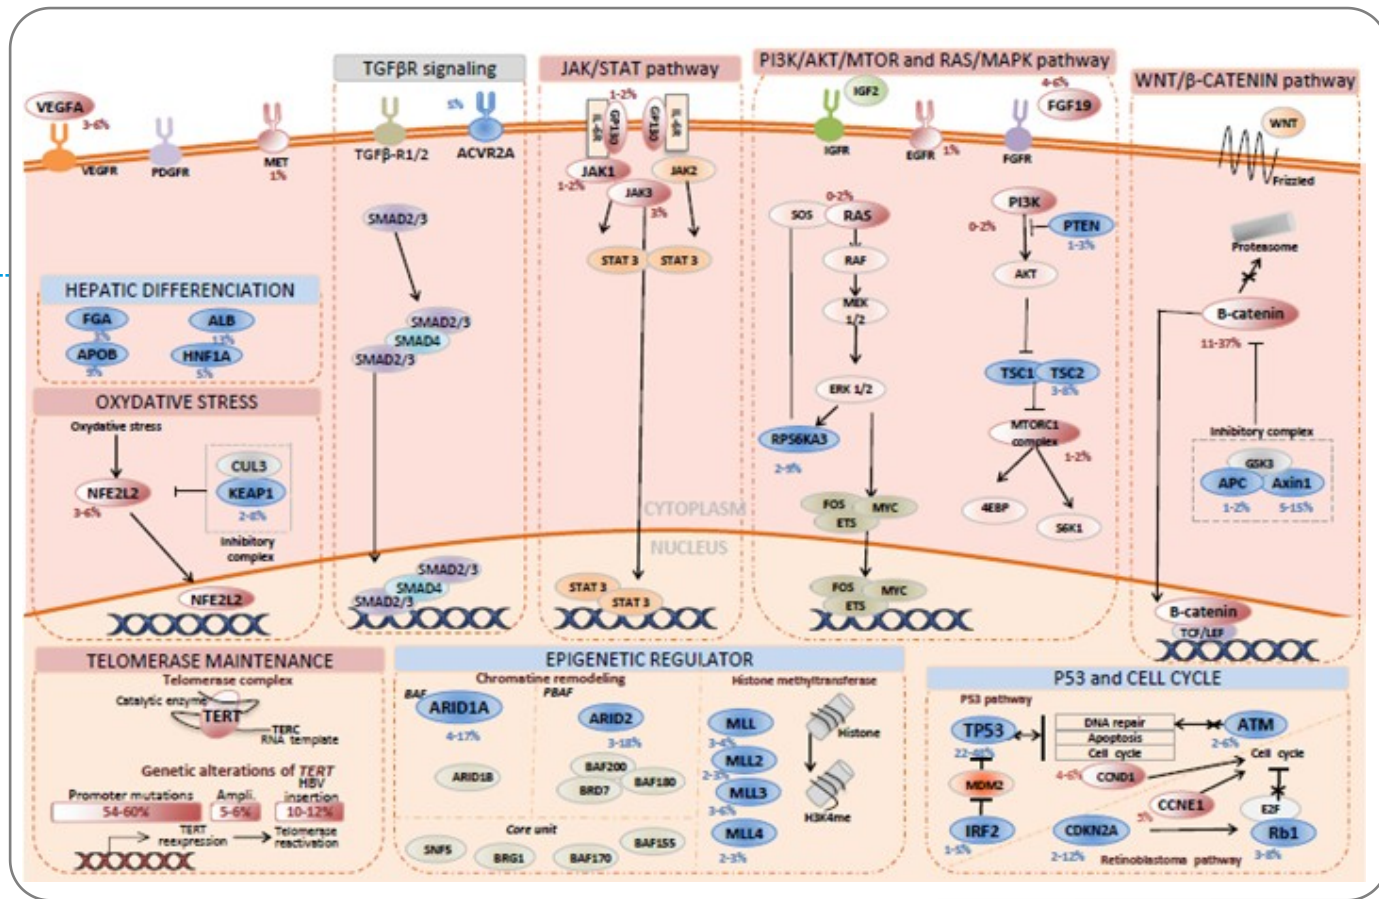 TGFβR signaling
JAK/STAT pathway
PI3K/AKT/MTOR and RAS/MAPK pathway
WNT/β-CATENIN pathway
VEGFA
3-6%
VEGFR
PDGFR
MET
1%
TGFβ-R1/2
5%
ACVR2A
SMAD2/3
SMAD2/3
SMAD4
SMAD2/3
SMAD2/3
SMAD4
SMAD2/3
1-2%
IL-6R
GP130
GP130
IL-6R
JAK1
1-2%
JAK2
JAK3
3%
STAT 3
STAT 3
STAT 3
STAT 3
IGF2
IGFR
EGFR
1%
4-6%
FGF19
FGFR
0-2%
SOS
RAS
RAF
MEK
1/2
ERK 1/2
RPS6KA3
2-9%
FOS
MYC
ETS
FOS
MYC
ETS
PI3K
0-2%
PTEN
1-3%
AKT
TSC1
TSC2
3-8%
MTORC1
complex
1-2%
4EBP
S6K1
WNT
Frizzled
Proteasome
B-catenin
11-37%
Inhibitory complex
GSK3
APC
Axin1
1-2%
5-15%
B-catenin
TCF/LEF
CYTOPLASM
NUCLEUS
HEPATIC DIFFERENCIATION
FGA
ALB
13%
APOB
HNF1A
5%
OXYDATIVE STRESS
Oxydative stress
CUL3
KEAP1
2-8%
NFE2L2
3-6%
Inhibitory
complex
NFE2L2
TELOMERASE MAINTENANCE
Telomerase complex
Catalytic enzyme
TERT
TERC
RNA template
Genetic alterations of TERT
Promoter mutations
Ampli.
HBV
insertion
54-60%
5-6%
10-12%
TERT
reexpression
Telomerase
reactivation
EPIGENETIC REGULATOR
Chromatine remodeling
Histone methyltransferase
BAF
PBAF
ARID1A
4-17%
ARID1B
ARID2
3-18%
BAF200
BRD7
BAF180
Core unit
SNF5
BRG1
BAF170
BAF155
MLL
3-4%
MLL2
2-3%
MLL3
3-6%
MLL4
2-3%
Histone
H3K4me
P53 and CELL CYCLE
P53 pathway
TP53
22-48%
DNA repair
Apoptosis
Cell cycle
ATM
2-6%
MDM2
IRF2
1-5%
4-6%
CCND1
Cell cycle
CCNE1
5%
CDKN2A
2-12%
E2F
Rb1
3-8%
Retinoblastoma pathway